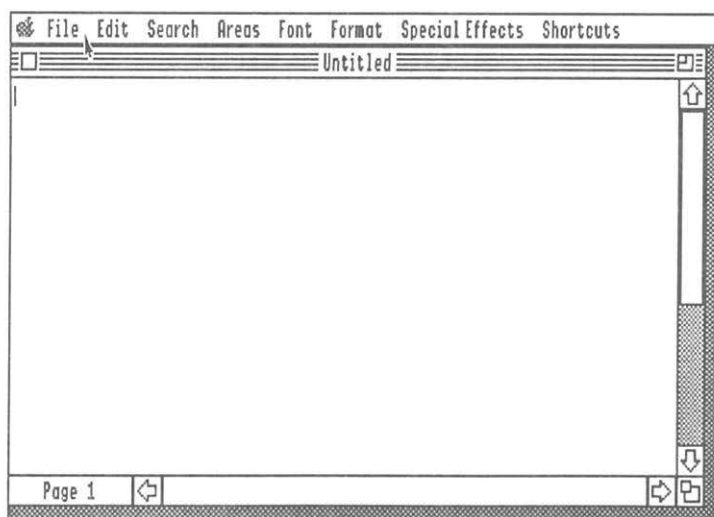 File Edit Search Areas Font Format Special Effects Shortcuts
Untitled
Page 1